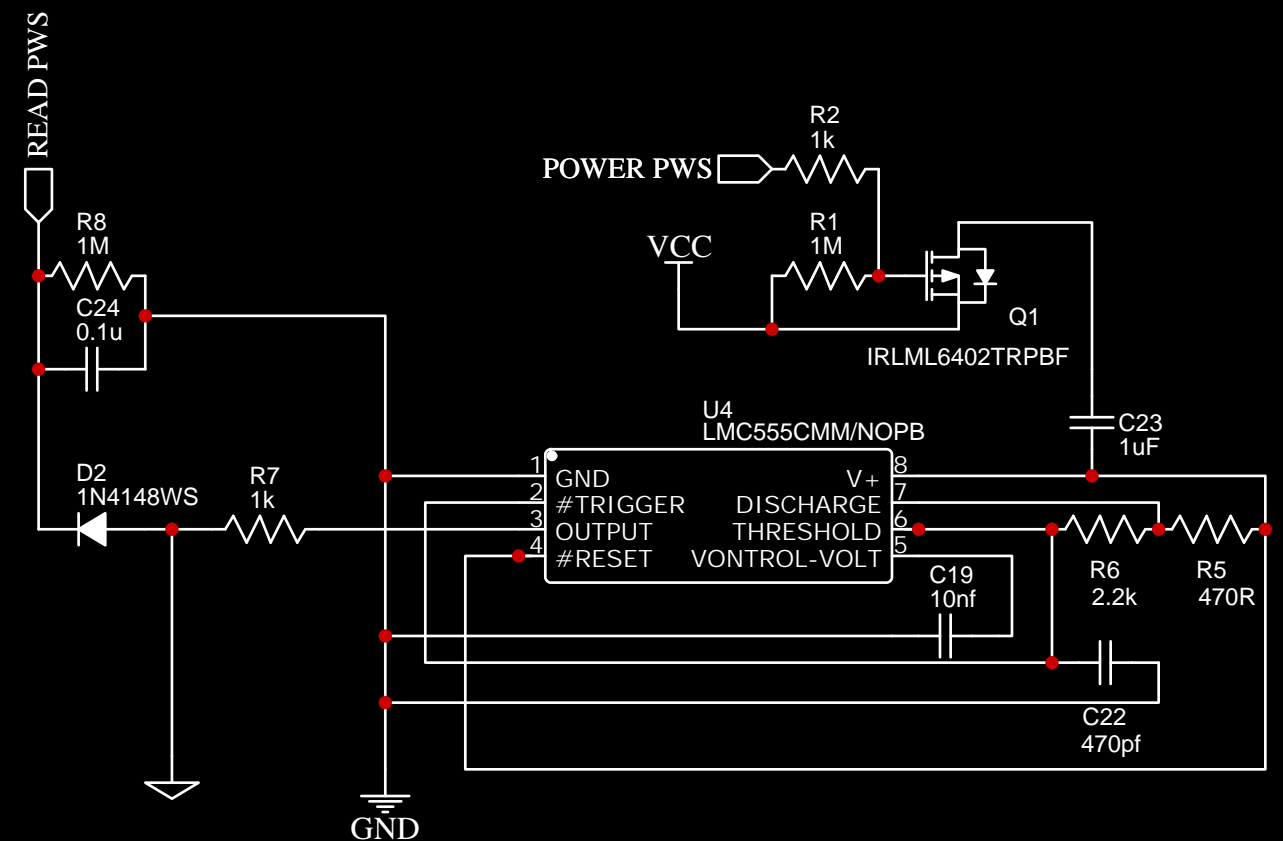 READ PWS
R8
1M
C24
0.1u
D2
1N4148WS
R7
1k
R2
1k
POWER PWS
R1
1M
VCC
Q1
IRLML6402TRPBF
C23
1uF
U4
LMC555CMM/NOPB
1 GND V+ 8
2 #TRIGGER DISCHARGE 7
3 OUTPUT THRESHOLD 6
4 #RESET VONTROL-VOLT 5
C19
10nf
R6
2.2k
R5
470R
C22
470pf
GND